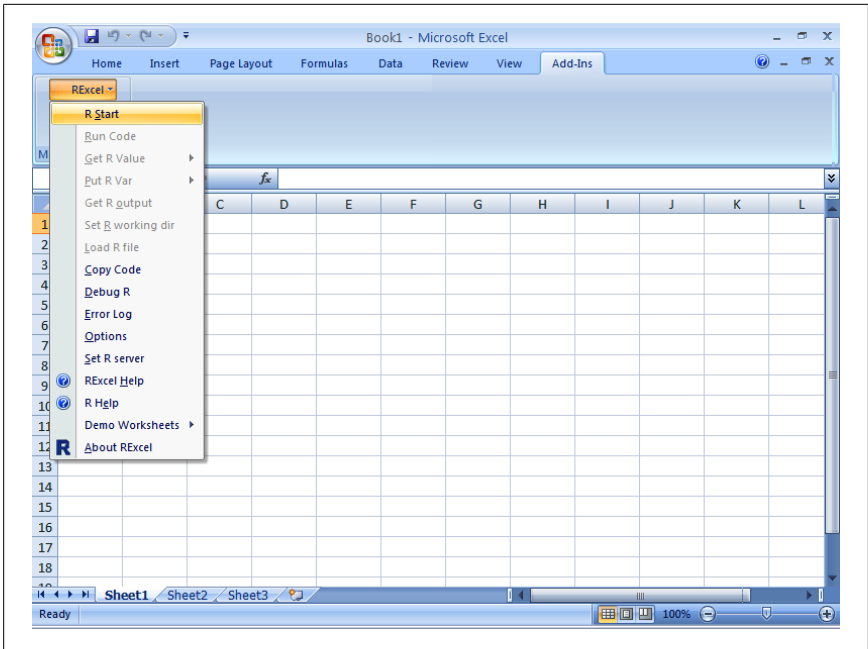 Book1 - Microsoft Excel
Home Insert Page Layout Formulas Data Review View Add-Ins
RExcel
R Start
Run Code
M
Get R Value
Put R Var
fx
Get R output
C D E F G H I J K L
1
Set R working dir
2
Load R file
3
Copy Code
4
Debug R
5
Error Log
6
Options
7
Set R server
8
RExcel Help
9
R Help
10
Demo Worksheets
11
About RExcel
12
R
13
14
15
16
17
18
19
Sheet1 Sheet2 Sheet3
Ready 100%